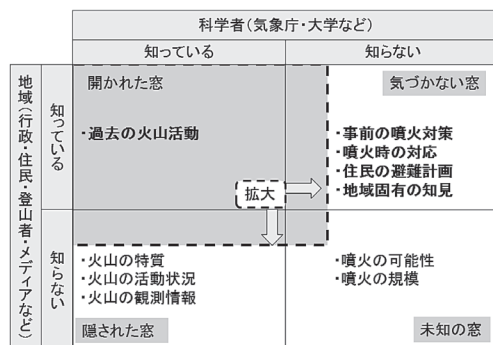 科学者（気象庁・大学など）
知っている
知らない
地域（行政・住民・登山者・メディアなど）
知っている
開かれた窓
・過去の火山活動
気づかない窓
・事前の噴火対策
・噴火時の対応
・住民の避難計画
・地域固有の知見
拡大
知らない
・火山の特質
・火山の活動状況
・火山の観測情報
隠された窓
・噴火の可能性
・噴火の規模
未知の窓